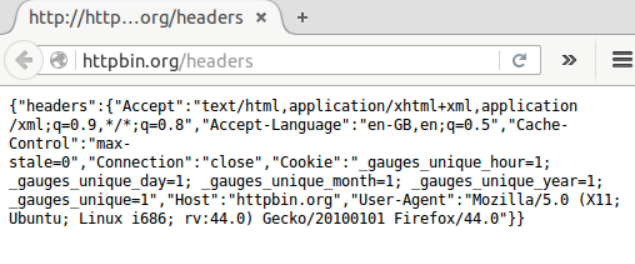 http://http...org/headers × +
httpbin.org/headers
{"headers":{"Accept":"text/html,application/xhtml+xml,application
/xml;q=0.9,*/*;q=0.8","Accept-Language":"en-GB,en;q=0.5","Cache-
Control":"max-
stale=0","Connection":"close","Cookie":"_gauges_unique_hour=1;
_gauges_unique_day=1; _gauges_unique_month=1; _gauges_unique_year=1;
_gauges_unique=1","Host":"httpbin.org","User-Agent":"Mozilla/5.0 (X11;
Ubuntu; Linux i686; rv:44.0) Gecko/20100101 Firefox/44.0"}}